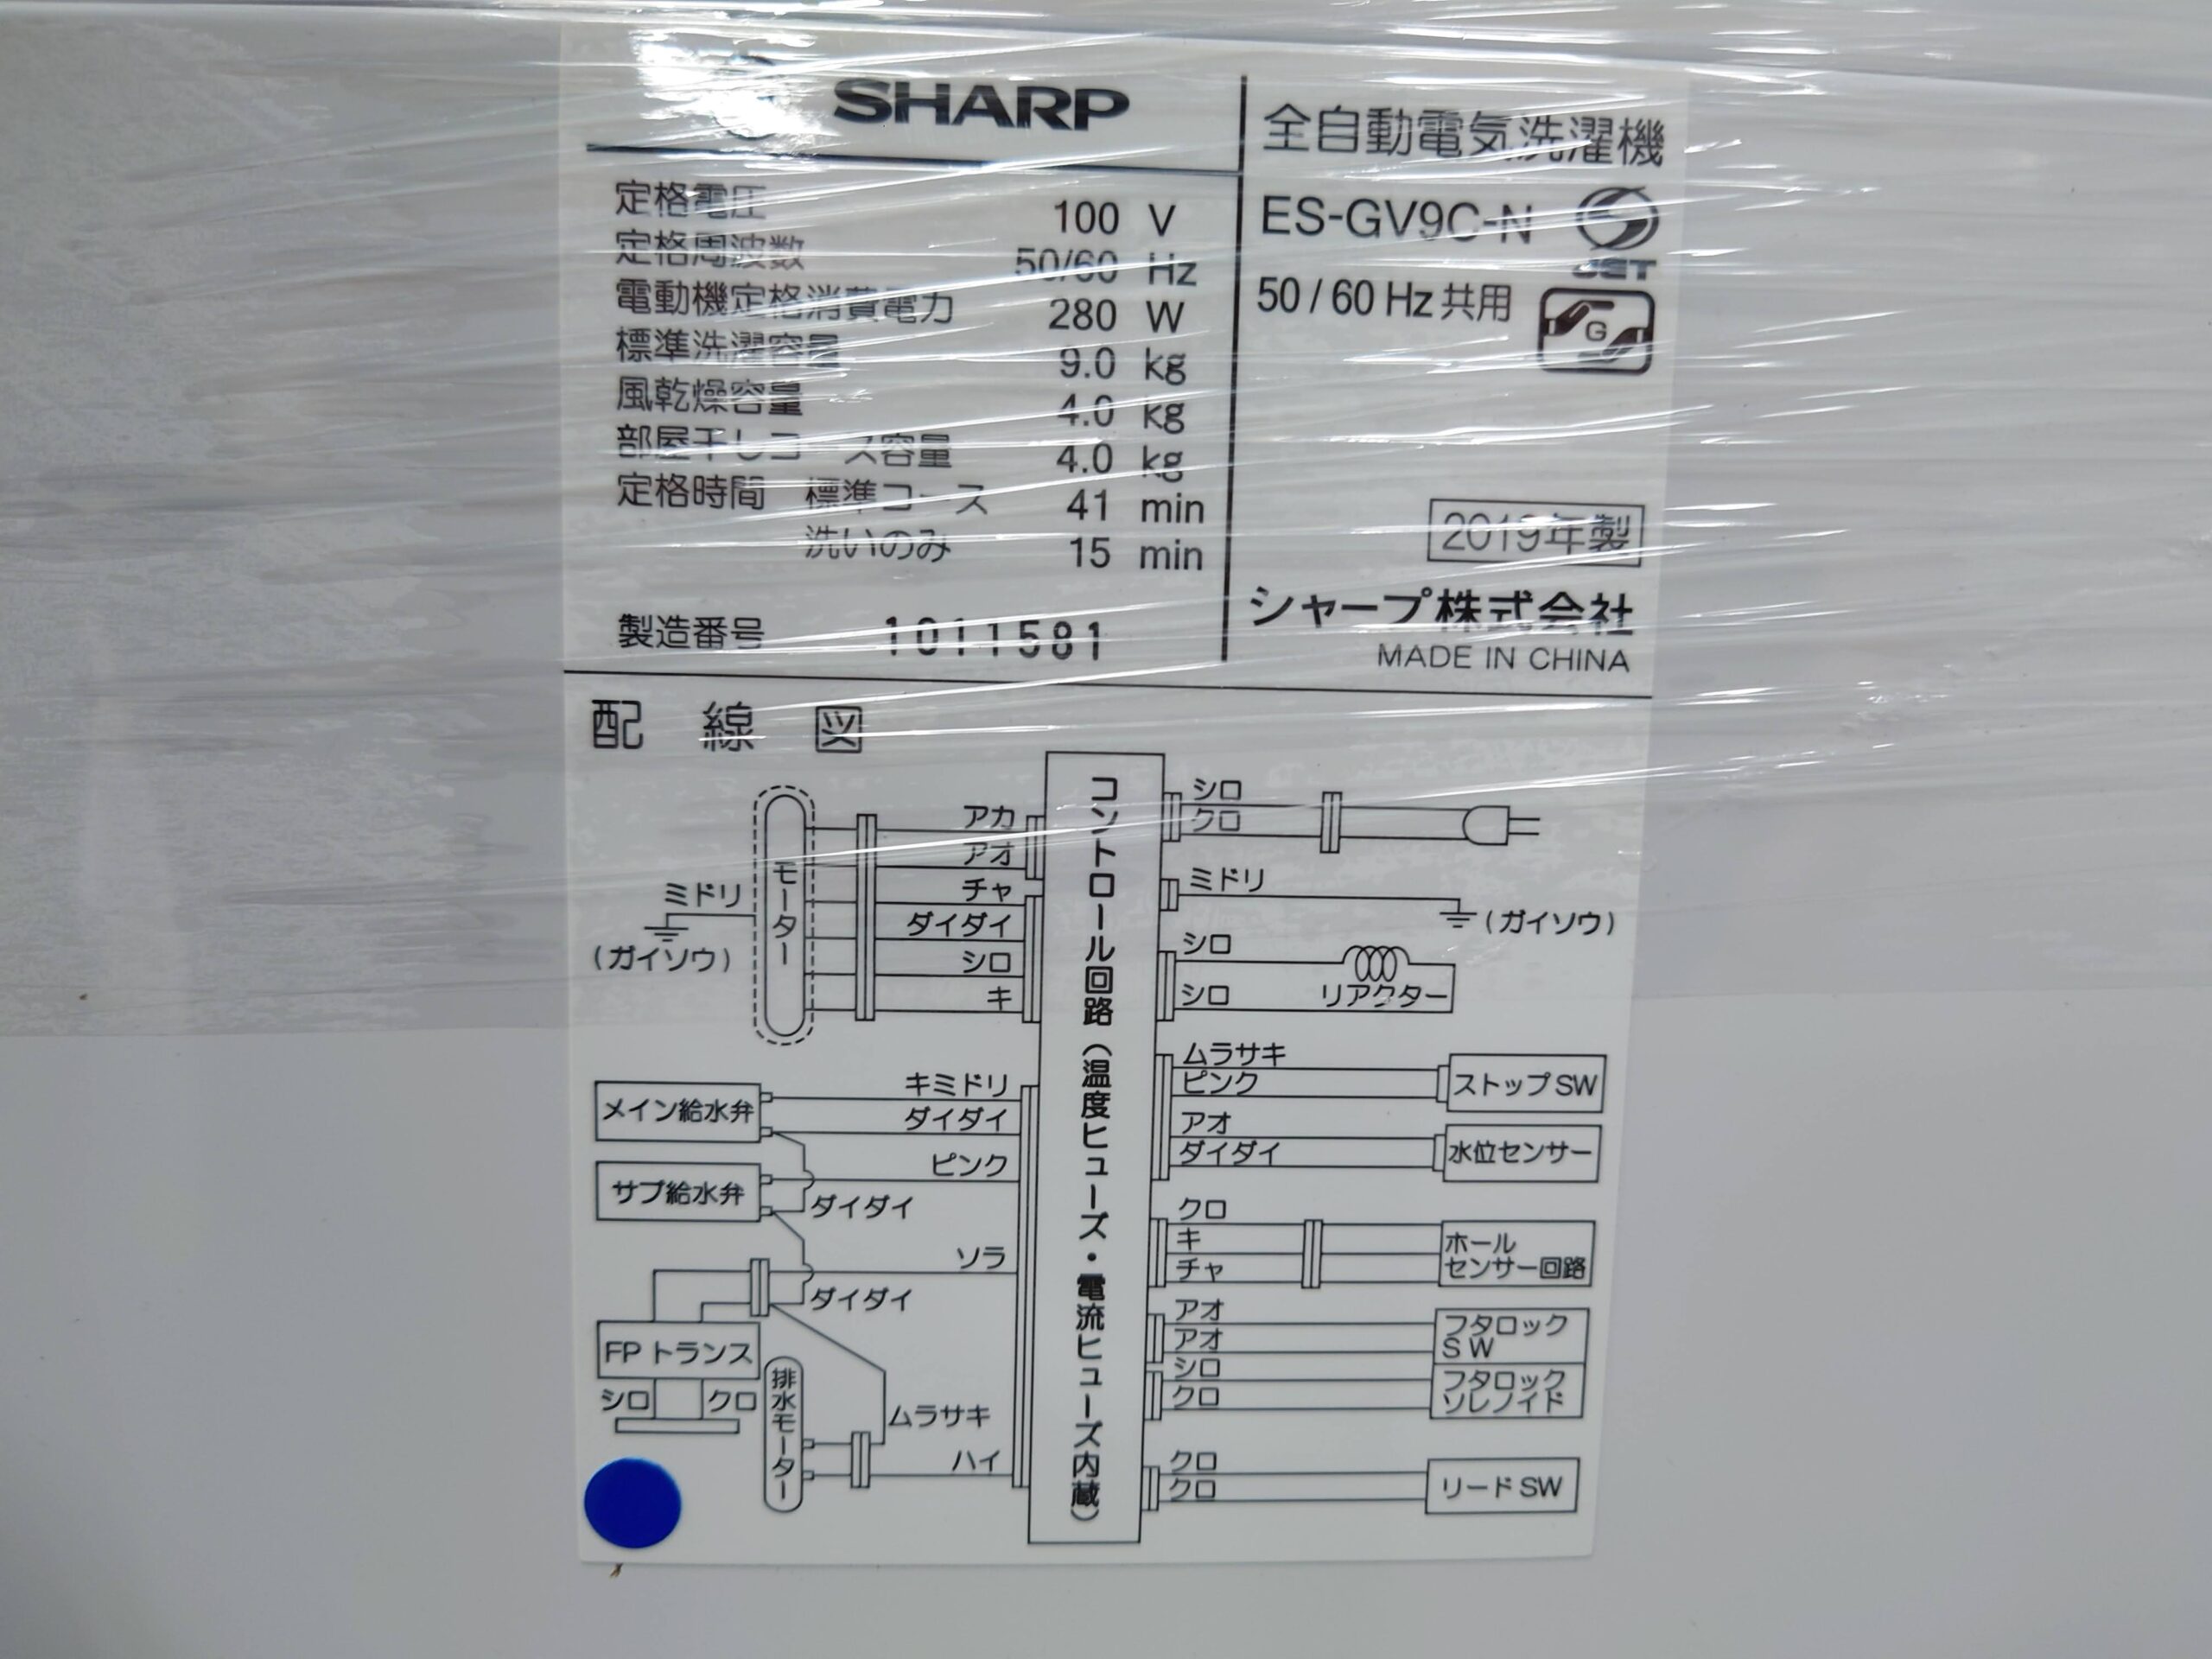 SHARP
定格電圧 100 V
定格周波数 50/60 Hz
電動機定格消費電力 280 W
標準洗濯容量 9.0 kg
風乾燥容量 4.0 kg
部屋干しコース容量 4.0 kg
定格時間 標準コース 41 min
洗いのみ 15 min
製造番号 1011581
全自動電気洗濯機
ES-GV9C-N
JET
50 / 60 Hz 共用
G
2019年製
シャープ株式会社
MADE IN CHINA
配線図
モーター
ミドリ
(ガイソウ)
アカ
アオ
チャ
ダイダイ
シロ
キ
メイン給水弁
キミドリ
ダイダイ
サブ給水弁
ピンク
ダイダイ
ソラ
ダイダイ
FPトランス
シロ
クロ
排水モーター
ムラサキ
ハイ
コントロール回路(温度ヒューズ・電流ヒューズ内蔵)
シロ
クロ
ミドリ
(ガイソウ)
シロ
シロ
リアクター
ムラサキ
ピンク
ストップSW
アオ
ダイダイ
水位センサー
クロ
キ
チャ
ホール
センサー回路
アオ
アオ
フタロック
SW
シロ
クロ
フタロック
ソレノイド
クロ
クロ
リードSW